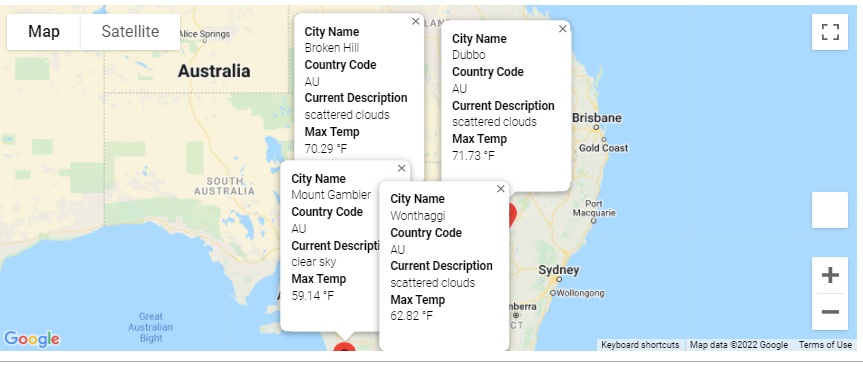 Map
Satellite
Alice Springs
Australia
SOUTH
AUSTRALIA
Great
Australian
Bight
Google
City Name
Broken Hill
Country Code
AU
Current Description
scattered clouds
Max Temp
70.29 °F
City Name
Dubbo
Country Code
AU
Current Description
scattered clouds
Max Temp
71.73 °F
City Name
Mount Gambier
Country Code
AU
Current Descripti
clear sky
Max Temp
59.14 °F
City Name
Wonthaggi
Country Code
AU
Current Description
scattered clouds
Max Temp
62.82 °F
Brisbane
Gold Coast
Port
Macquarie
Sydney
Wollongong
nberra
CT
Keyboard shortcuts
Map data ©2022 Google
Terms of Use